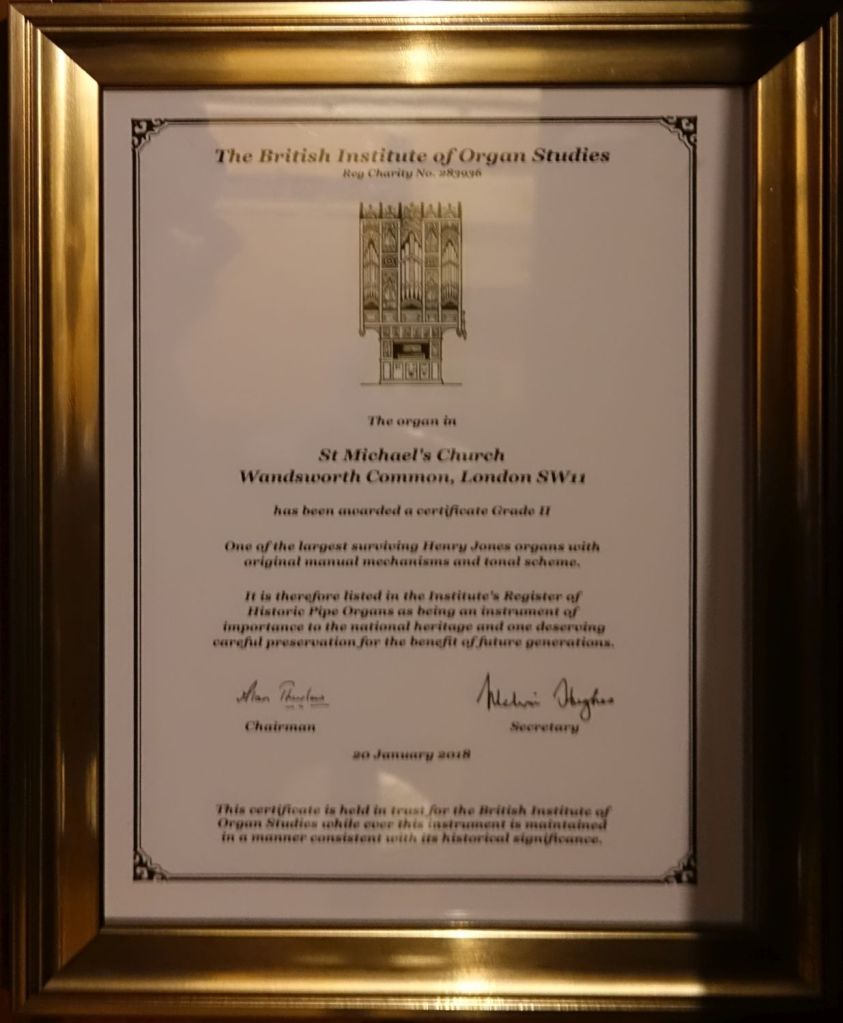 The British Institute of Organ Studies
Reg Charity No. 283936
The organ in
St Michael's Church
Wandsworth Common, London SW11
has been awarded a certificate Grade II
One of the largest surviving Henry Jones organs with
original manual mechanisms and tonal scheme.
It is therefore listed in the Institute's Register of
Historic Pipe Organs as being an instrument of
importance to the national heritage and one deserving
careful preservation for the benefit of future generations.
Alan Thurlow
Melvin Hughes
Chairman
Secretary
20 January 2018
This certificate is held in trust for the British Institute of
Organ Studies while ever this instrument is maintained
in a manner consistent with its historical significance.